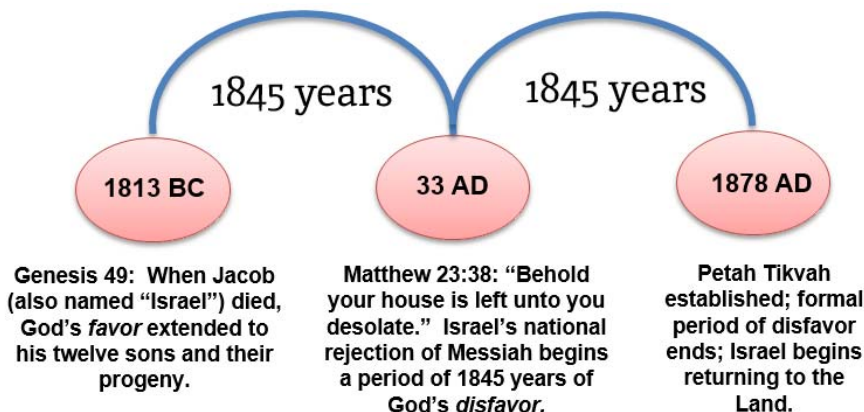 1845 years
1845 years
1813 BC
33 AD
1878 AD
Genesis 49: When Jacob
(also named “Israel”) died,
God’s favor extended to
his twelve sons and their
progeny.
Matthew 23:38: “Behold
your house is left unto you
desolate.” Israel’s national
rejection of Messiah begins
a period of 1845 years of
God’s disfavor.
Petah Tikvah
established; formal
period of disfavor
ends; Israel begins
returning to the
Land.